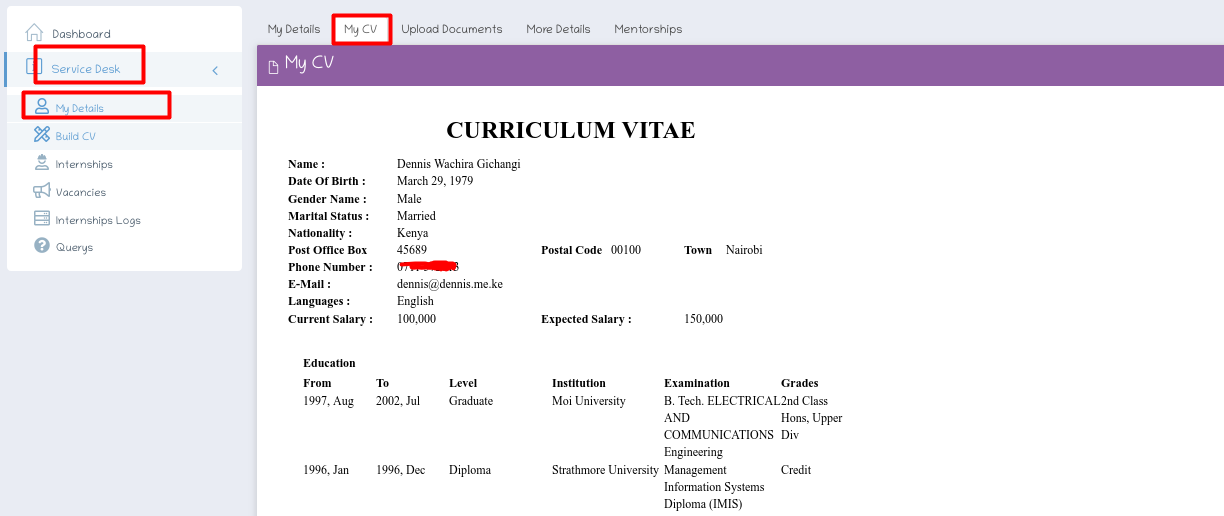 Dashboard
Service Desk
My Details
Build CV
Internships
Vacancies
Internships Logs
Querys
My Details My CV Upload Documents More Details Mentorships
My CV
CURRICULUM VITAE
Name : Dennis Wachira Gichangi
Date Of Birth : March 29, 1979
Gender Name : Male
Marital Status : Married
Nationality : Kenya
Post Office Box 45689 Postal Code 00100 Town Nairobi
Phone Number :
E-Mail : dennis@dennis.me.ke
Languages : English
Current Salary : 100,000 Expected Salary : 150,000
Education
From To Level Institution Examination Grades
1997, Aug 2002, Jul Graduate Moi University B. Tech. ELECTRICAL 2nd Class
AND Hons, Upper
COMMUNICATIONS Div
Engineering
1996, Jan 1996, Dec Diploma Strathmore University Management Credit
Information Systems
Diploma (IMIS)